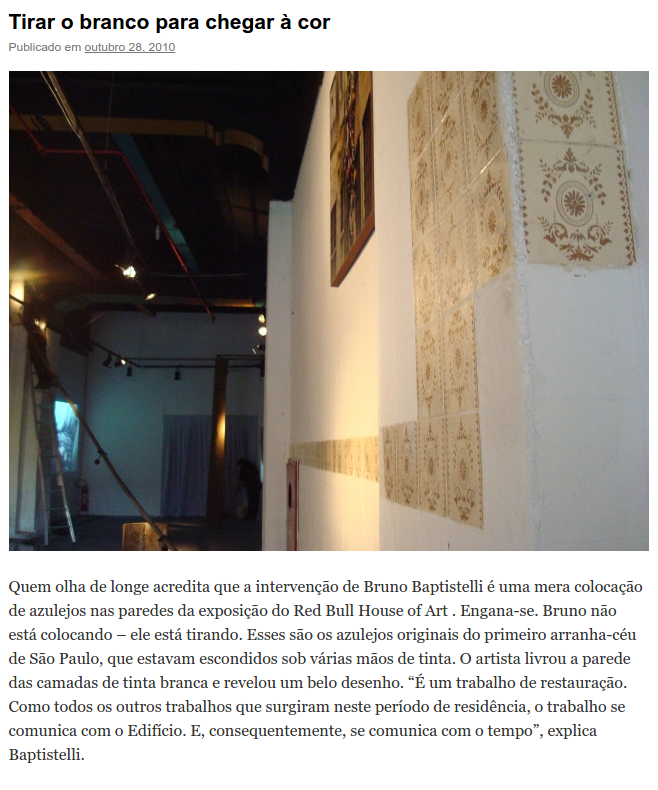 Tirar o branco para chegar à cor
Publicado em outubro 28, 2010
Quem olha de longe acredita que a intervenção de Bruno Baptistelli é uma mera colocação
de azulejos nas paredes da exposição do Red Bull House of Art . Engana-se. Bruno não
está colocando – ele está tirando. Esses são os azulejos originais do primeiro arranha-céu
de São Paulo, que estavam escondidos sob várias mãos de tinta. O artista livrou a parede
das camadas de tinta branca e revelou um belo desenho. “É um trabalho de restauração.
Como todos os outros trabalhos que surgiram neste período de residência, o trabalho se
comunica com o Edifício. E, consequentemente, se comunica com o tempo”, explica
Baptistelli.